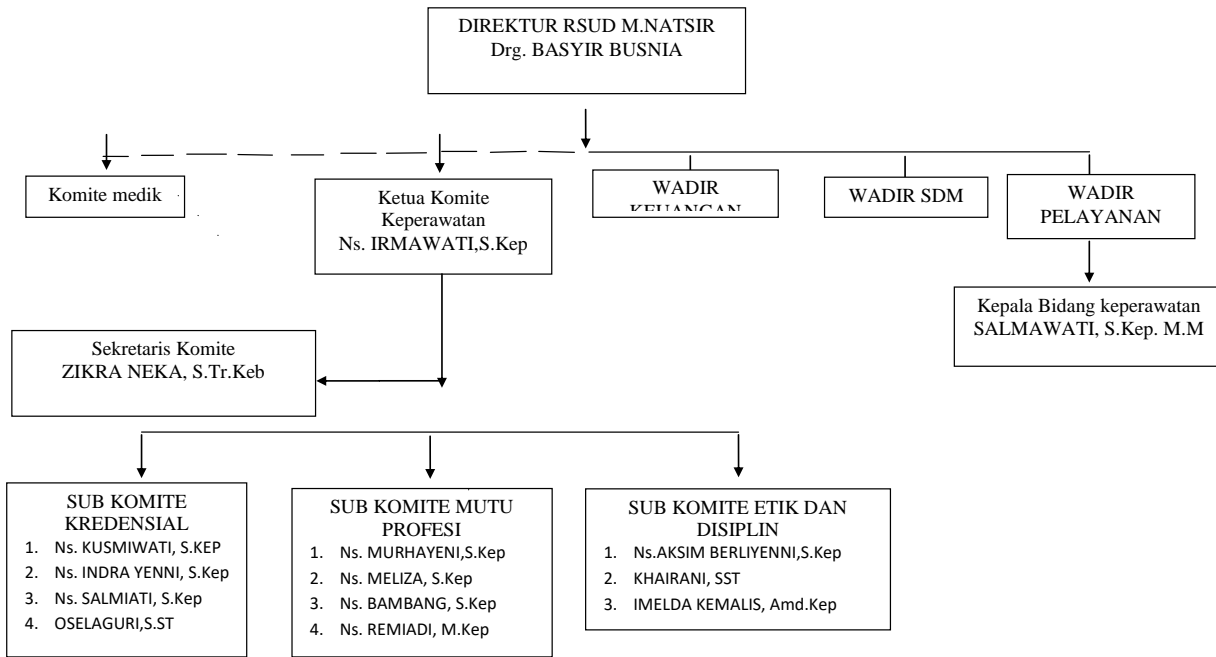 DIREKTUR RSUD M.NATSIR
Drg. BASYIR BUSNIA
Komite medik
Ketua Komite
Keperawatan
Ns. IRMAWATI,S.Kep
WADIR
KEUANGAN
WADIR SDM
WADIR
PELAYANAN
Kepala Bidang keperawatan
SALMAWATI, S.Kep. M.M
Sekretaris Komite
ZIKRA NEKA, S.Tr.Keb
SUB KOMITE
KREDENSIAL
1. Ns. KUSMIWATI, S.KEP
2. Ns. INDRA YENNI, S.Kep
3. Ns. SALMIATI, S.Kep
4. OSELAGURI,S.ST
SUB KOMITE MUTU
PROFESI
1. Ns. MURHAYENI,S.Kep
2. Ns. MELIZA, S.Kep
3. Ns. BAMBANG, S.Kep
4. Ns. REMIADI, M.Kep
SUB KOMITE ETIK DAN
DISIPLIN
1. Ns.AKSIM BERLIYENNI,S.Kep
2. KHAIRANI, SST
3. IMELDA KEMALIS, Amd.Kep